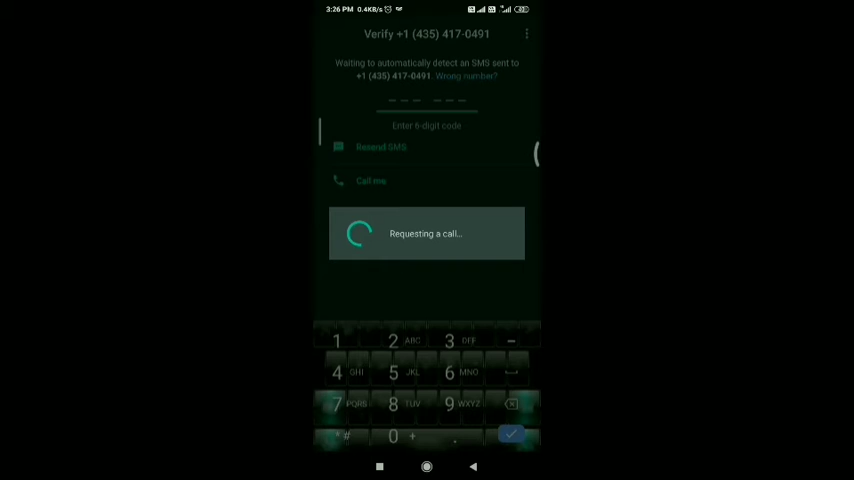 3:26 PM 0.4KB/s
Verify +1 (435) 417-0491
Waiting to automatically detect an SMS sent to
+1 (435) 417-0491. Wrong number?
Enter 6-digit code
Resend SMS
Call me
Requesting a call...
1 2 ABC 3 DEF –
4 GHI 5 JKL 6 MNO
7 PQRS 8 TUV 9 WXYZ
* # 0 + .